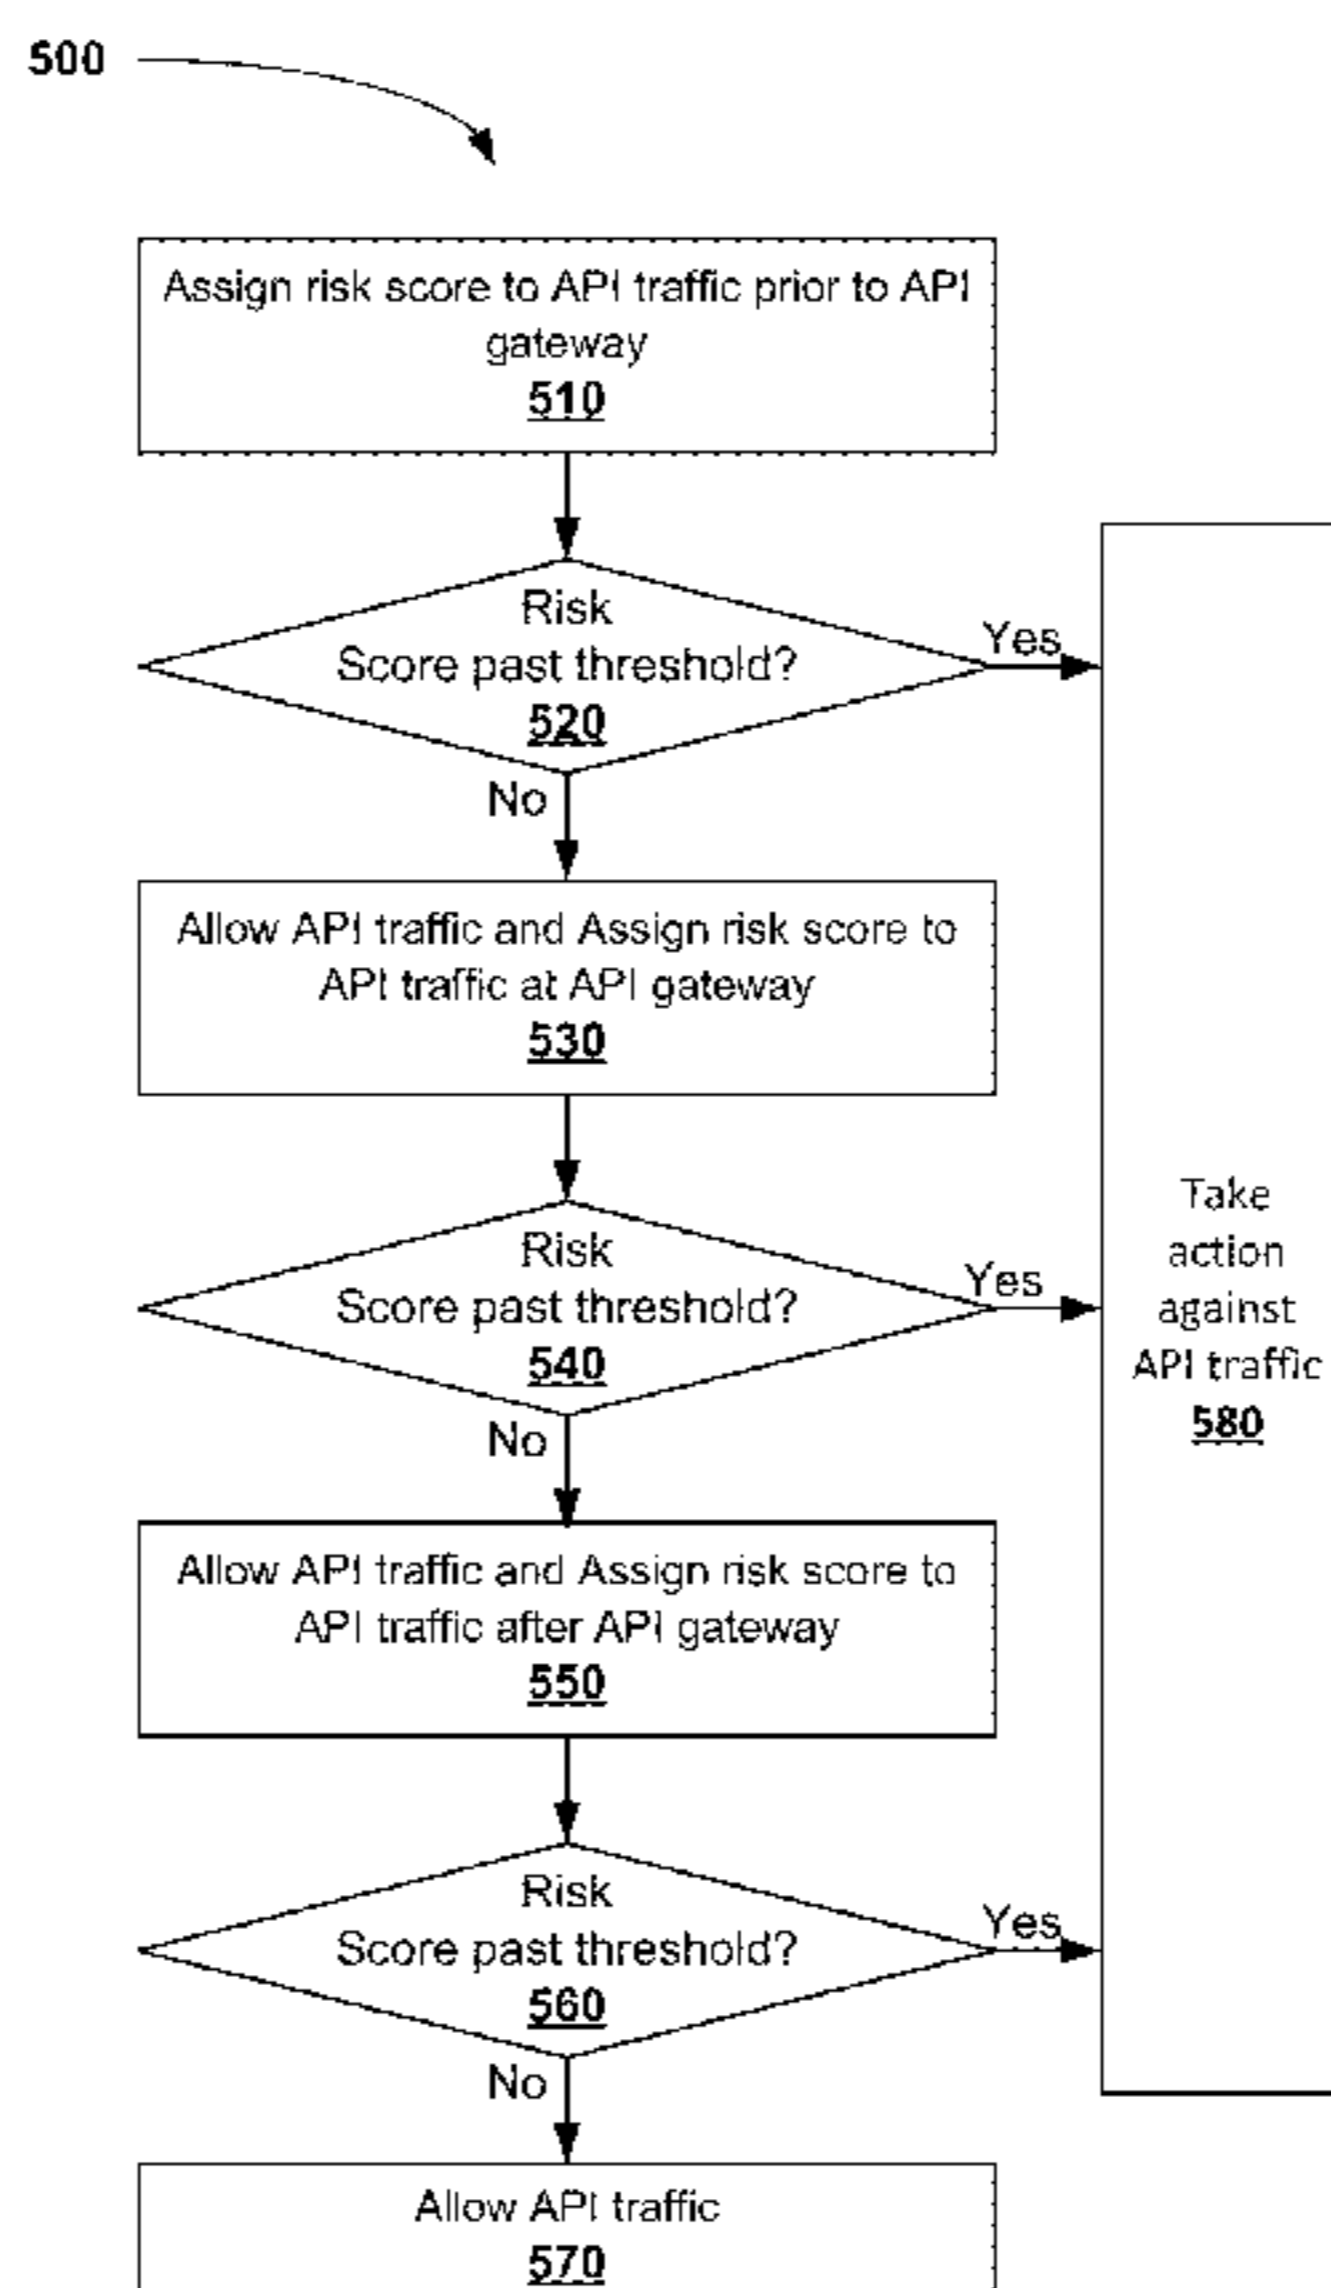 500
Assign risk score to API traffic prior to API
gateway
510
Risk
Score past threshold?
520
Yes
No
Allow API traffic and Assign risk score to
API traffic at API gateway
530
Risk
Score past threshold?
540
Yes
No
Take
action
against
API traffic
580
Allow API traffic and Assign risk score to
API traffic after API gateway
550
Risk
Score past threshold?
560
Yes
No
Allow API traffic
570